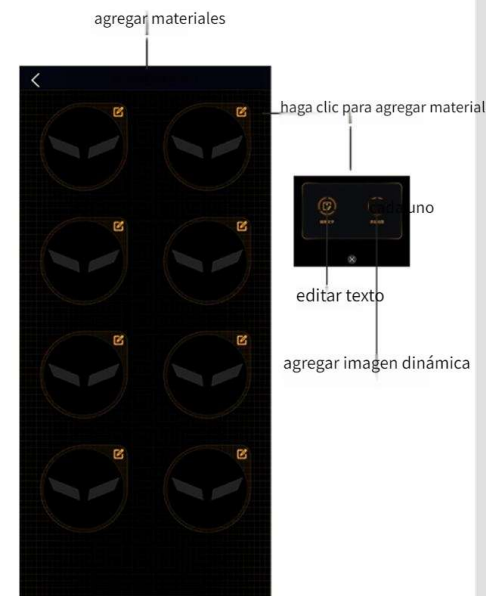 agregar materiales
haga clic para agregar material
uno
editar texto
agregar imagen dinámica